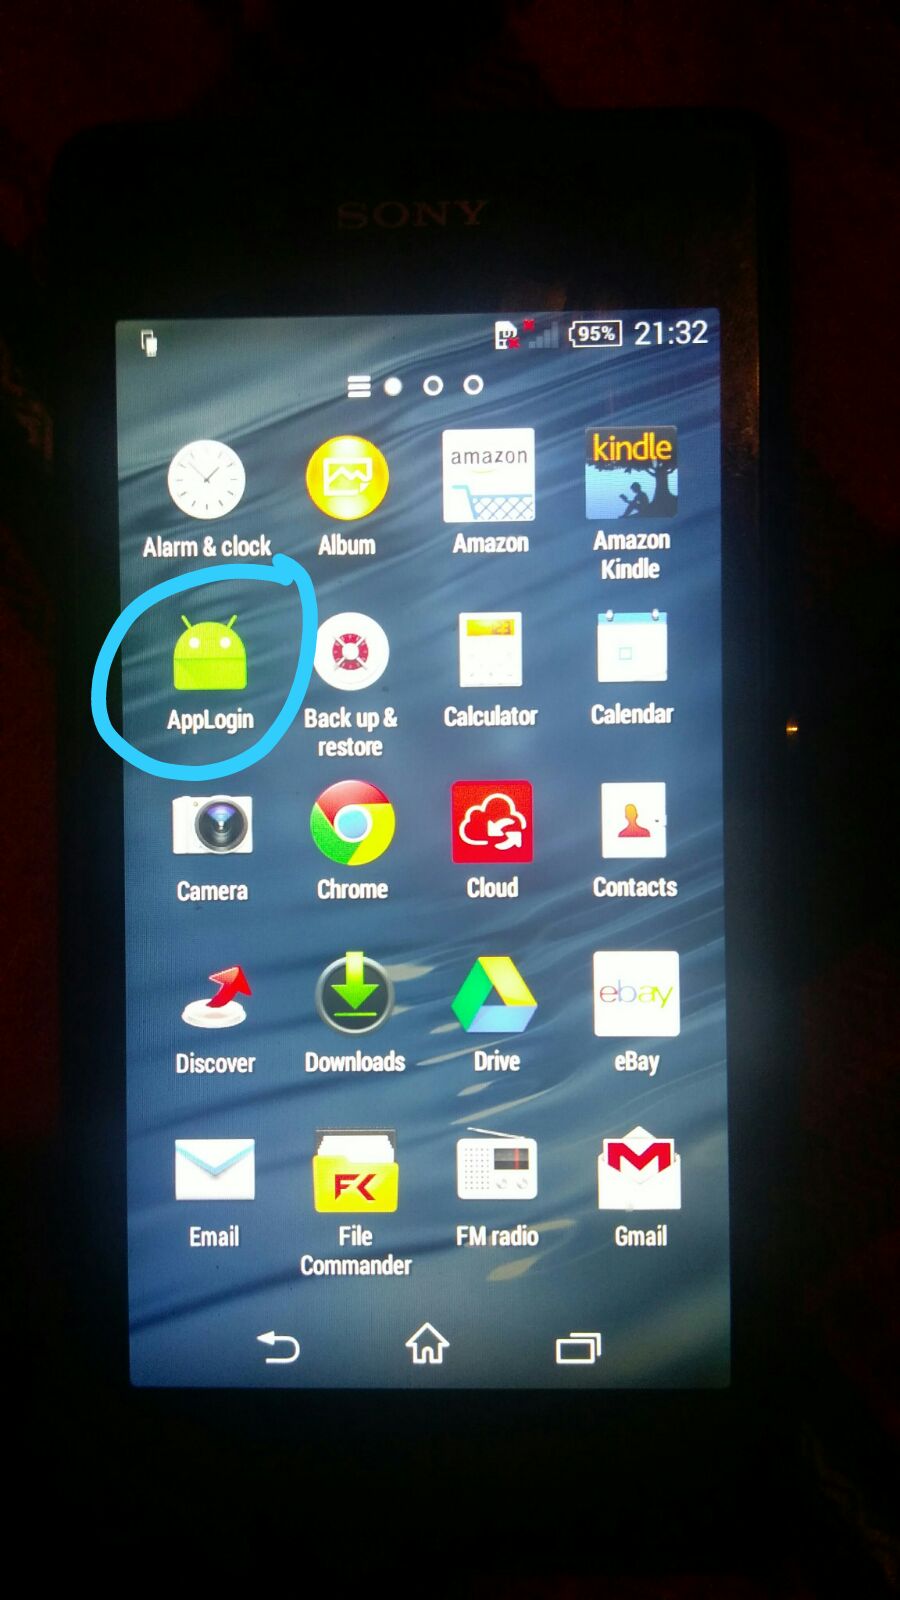 SONY
95% 21:32
amazon
kindle
Alarm & clock
Album
Amazon
Amazon
Kindle
AppLogin
Back up &
restore
Calculator
Calendar
Camera
Chrome
Cloud
Contacts
ebay
Discover
Downloads
Drive
eBay
Email
File
Commander
FM radio
Gmail